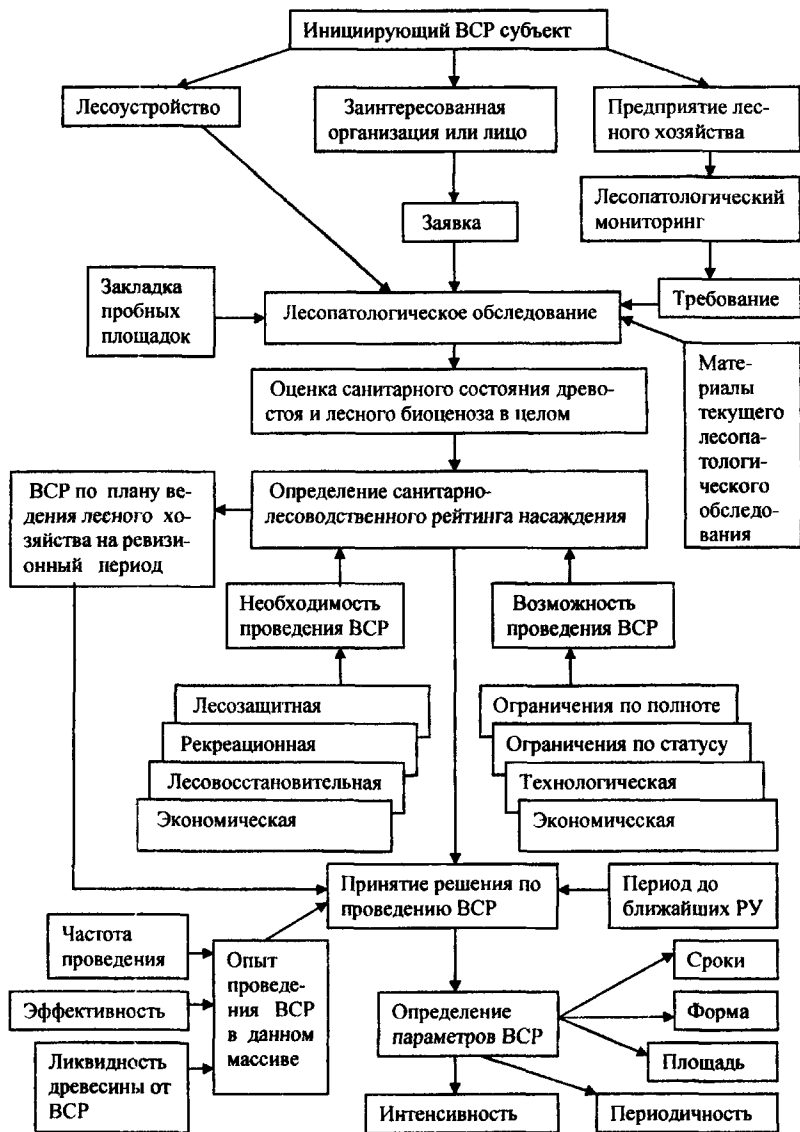 Инициирующий ВСР субъект
Лесоустройство
Заинтересованная
организация или лицо
Предприятие лес-
ного хозяйства
Лесопатологический
мониторинг
Заявка
Требование
Закладка
пробных
площадок
Лесопатологическое обследование
Мате-
риалы
текущего
лесопа-
тологи-
ческого
обследо-
вания
Оценка санитарного состояния древо-
стоя и лесного биоценоза в целом
ВСР по плану ве-
дения лесного хо-
зяйства на ревизи-
онный период
Определение санитарно-
лесоводственного рейтинга насаждения
Необходимость
проведения ВСР
Возможность
проведения ВСР
Лесозащитная
Рекреационная
Лесовосстановительная
Экономическая
Ограничения по полноте
Ограничения по статусу
Технологическая
Экономическая
Принятие решения по
проведению ВСР
Период до
ближайших РУ
Частота
проведения
Эффективность
Ликвидность
древесины от
ВСР
Опыт
проведе-
ния ВСР
в данном
массиве
Определение
параметров ВСР
Сроки
Форма
Площадь
Интенсивность
Периодичность